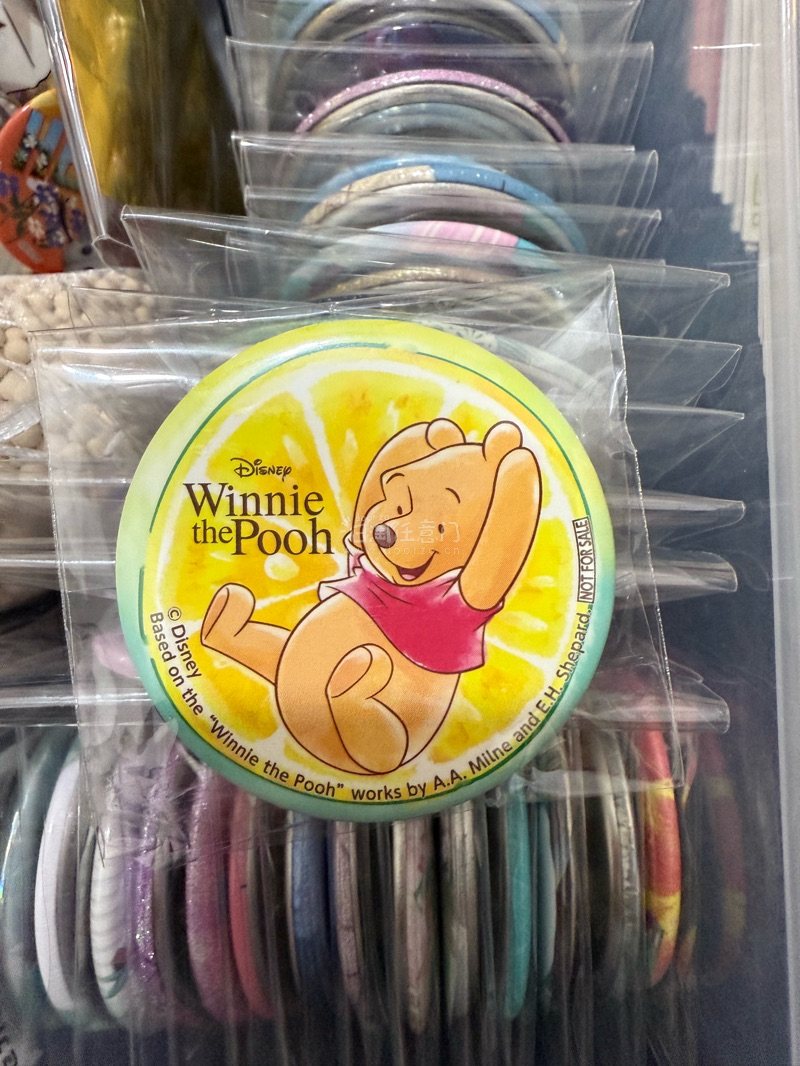 Disney
Winnie
the Pooh
© Disney
Based on the "Winnie the Pooh" works by A.A. Milne and E.H. Shepard.
NOT FOR SALE